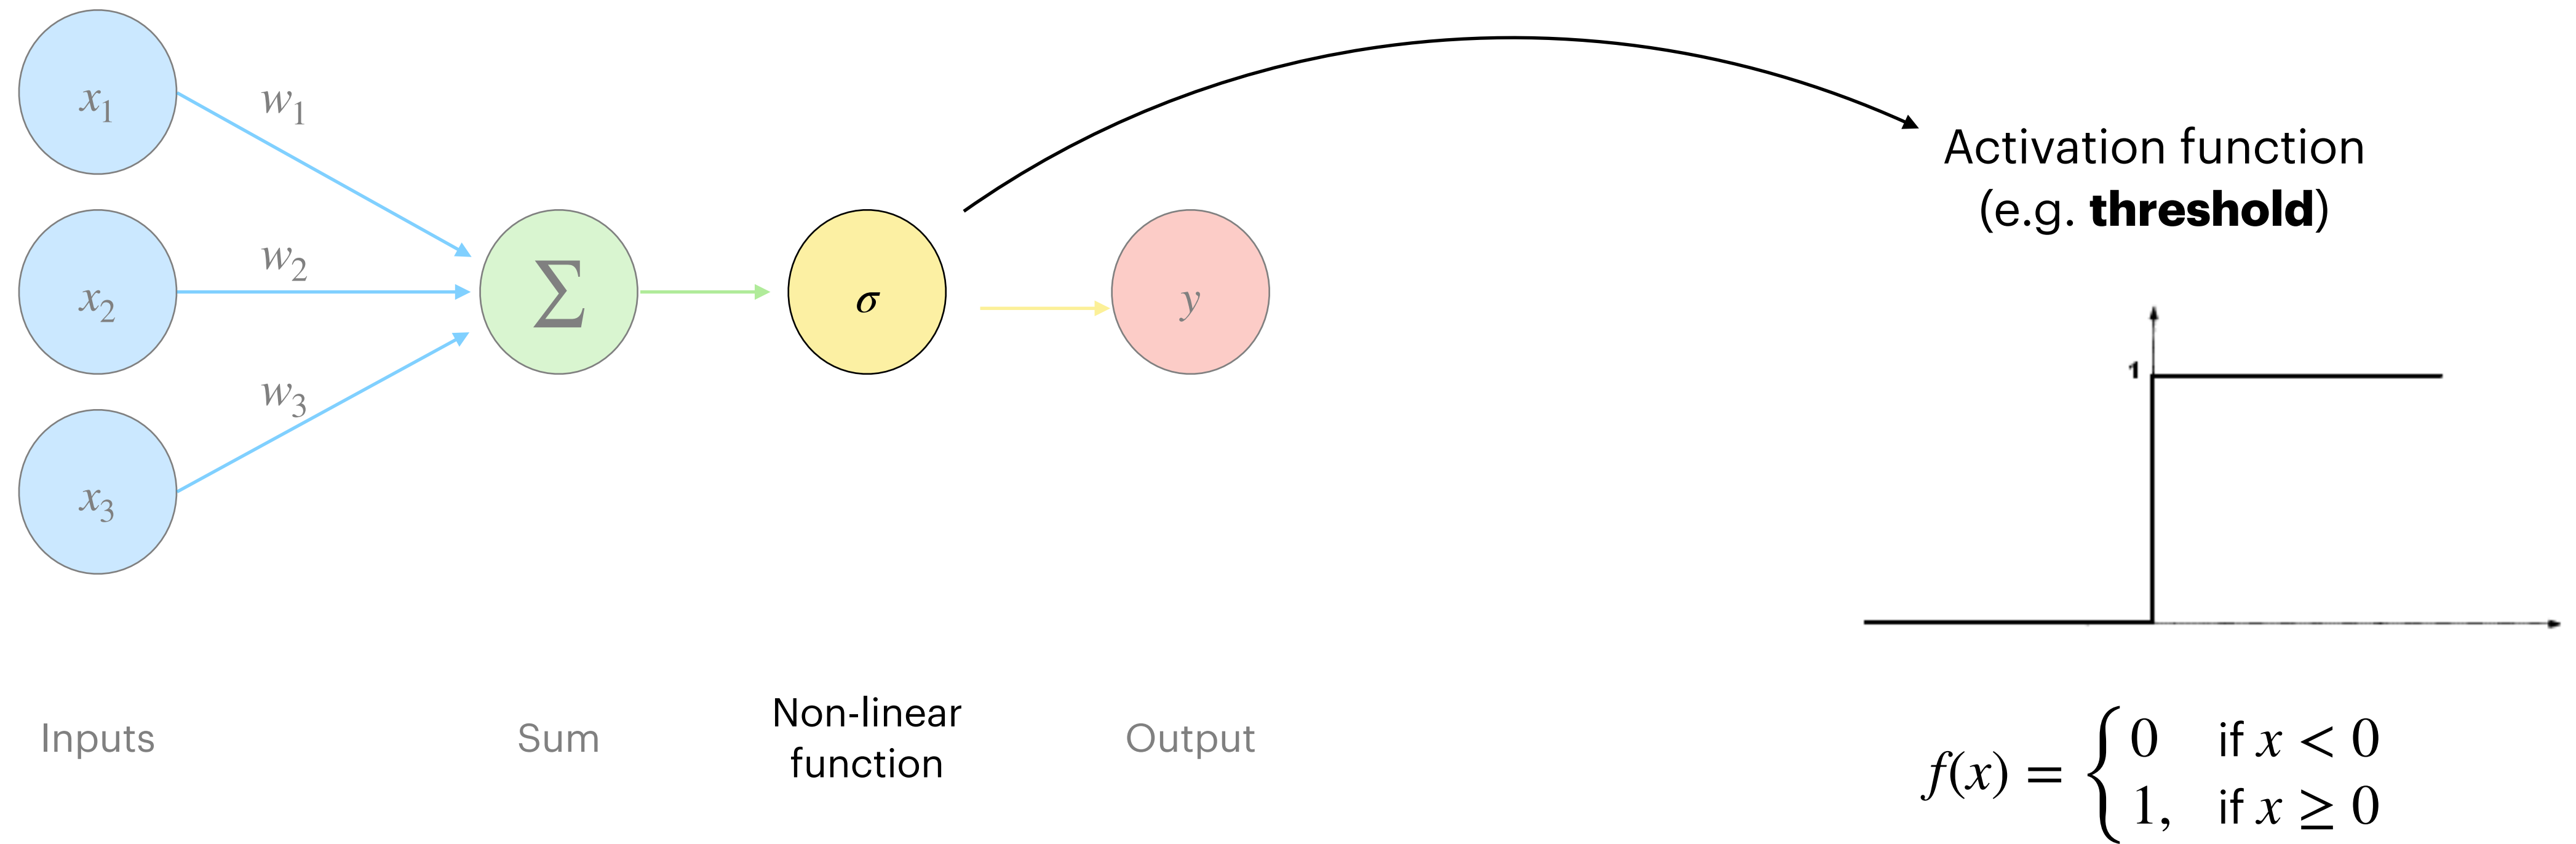 x₁
w₁
Activation function
(e.g. threshold)
w₂
x₂
Σ
σ
y
w₃
x₃
1
Inputs
Sum
Non-linear
function
Output
f(x) = { 0 if x < 0
1, if x ≥ 0